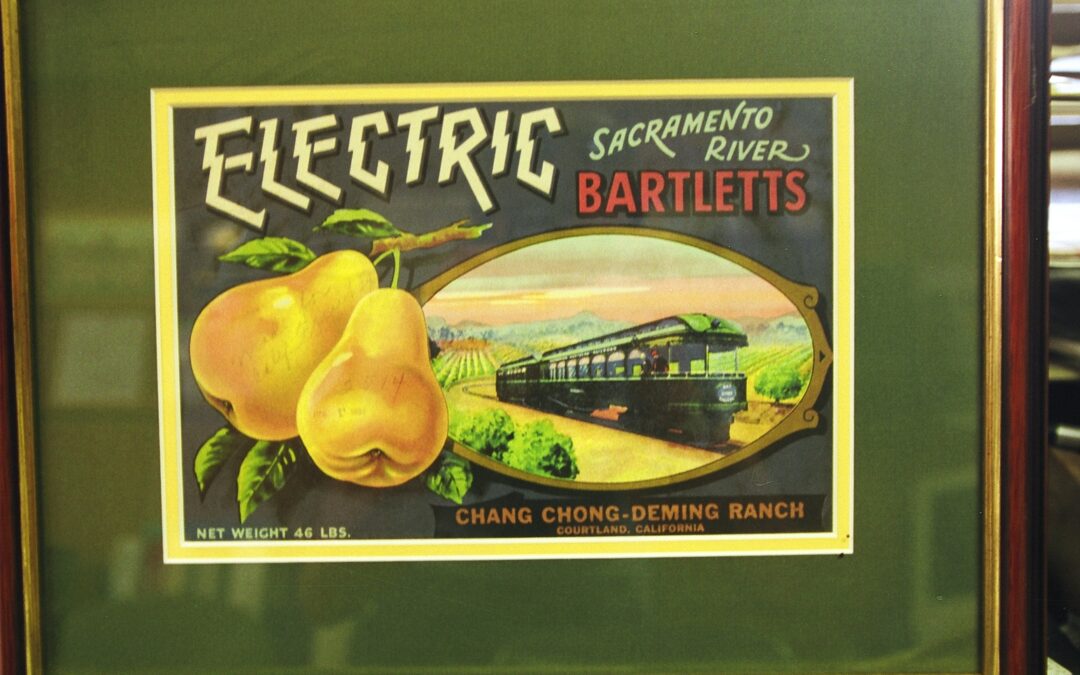 ELECTRIC
SACRAMENTO
RIVER
BARTLETTS
CHANG CHONG-DEMING RANCH
COURTLAND, CALIFORNIA
NET WEIGHT 46 LBS.